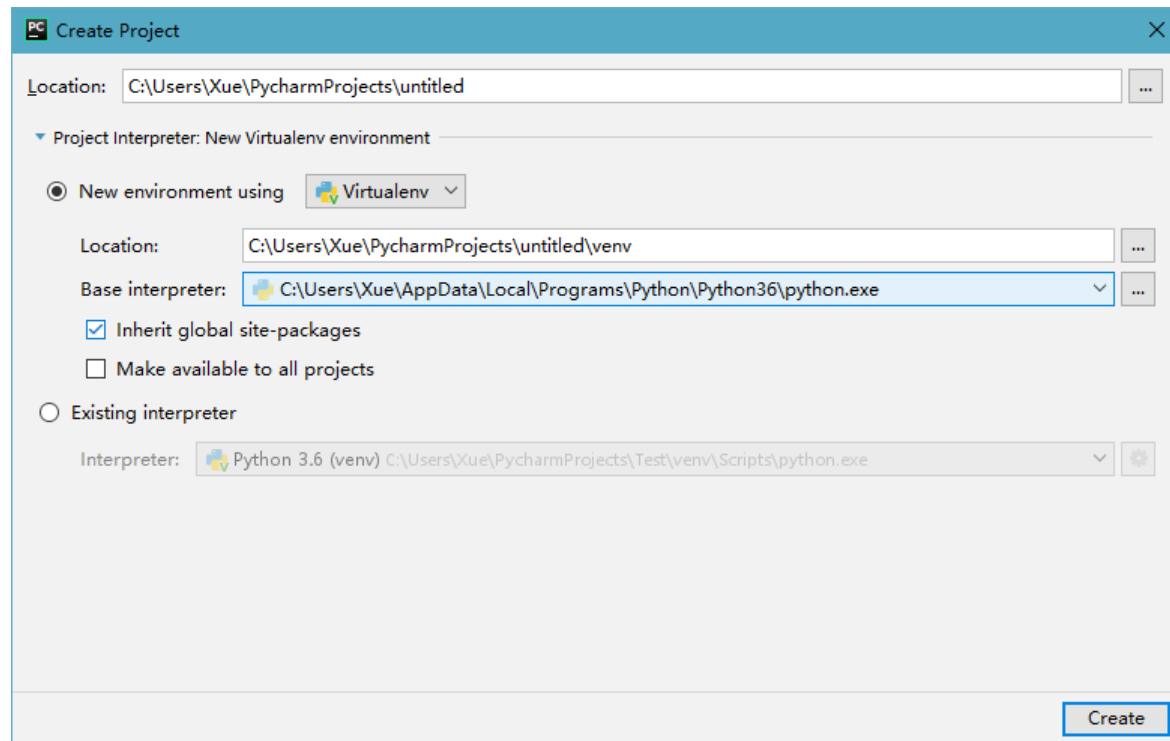 PC Create Project
Location: C:\Users\Xue\PycharmProjects\untitled ...
Project Interpreter: New Virtualenv environment
New environment using Virtualenv
Location: C:\Users\Xue\PycharmProjects\untitled\venv ...
Base interpreter: C:\Users\Xue\AppData\Local\Programs\Python\Python36\python.exe ...
Inherit global site-packages
Make available to all projects
Existing interpreter
Interpreter: Python 3.6 (venv) C:\Users\Xue\PycharmProjects\Test\venv\Scripts\python.exe
Create